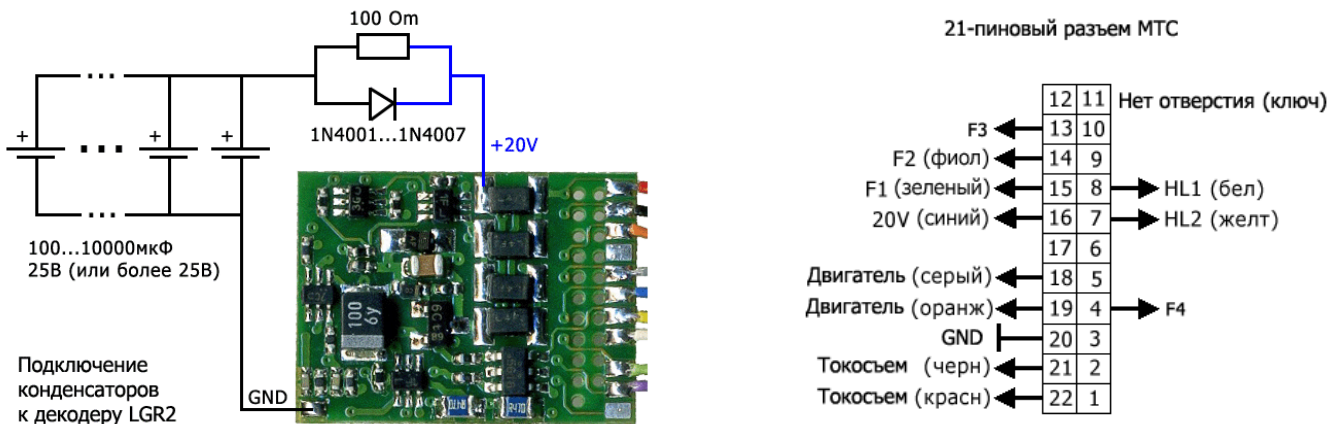 100 Om
1N4001...1N4007
+20V
+
+
+
...
...
...
100...10000мкФ
25В (или более 25В)
Подключение
конденсаторов
к декодеру LGR2
GND
100
6y
21-пиновый разъем МТС
12 11 Нет отверстия (ключ)
F3 13 10
F2 (фиол) 14 9
F1 (зеленый) 15 8 HL1 (бел)
20V (синий) 16 7 HL2 (желт)
17 6
Двигатель (серый) 18 5
Двигатель (оранж) 19 4 F4
GND 20 3
Токосъем (черн) 21 2
Токосъем (красн) 22 1